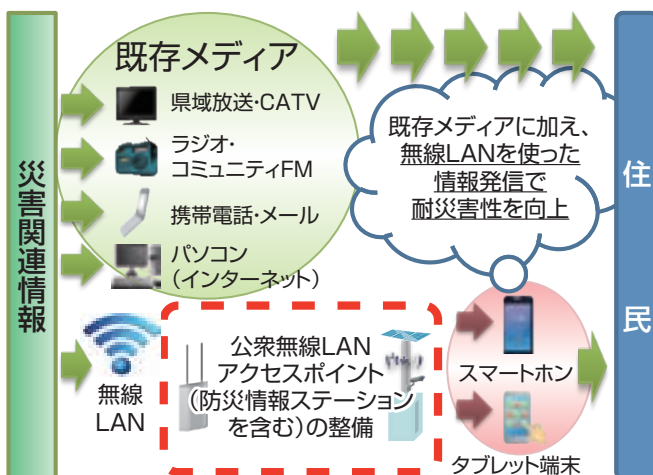 災害関連情報
既存メディア
県域放送・CATV
ラジオ・
コミュニティFM
携帯電話・メール
パソコン
（インターネット）
既存メディアに加え、
無線LANを使った
情報発信で
耐災害性を向上
住民
無線
LAN
公衆無線LAN
アクセスポイント
（防災情報ステーション
を含む）の整備
スマートホン
タブレット端末